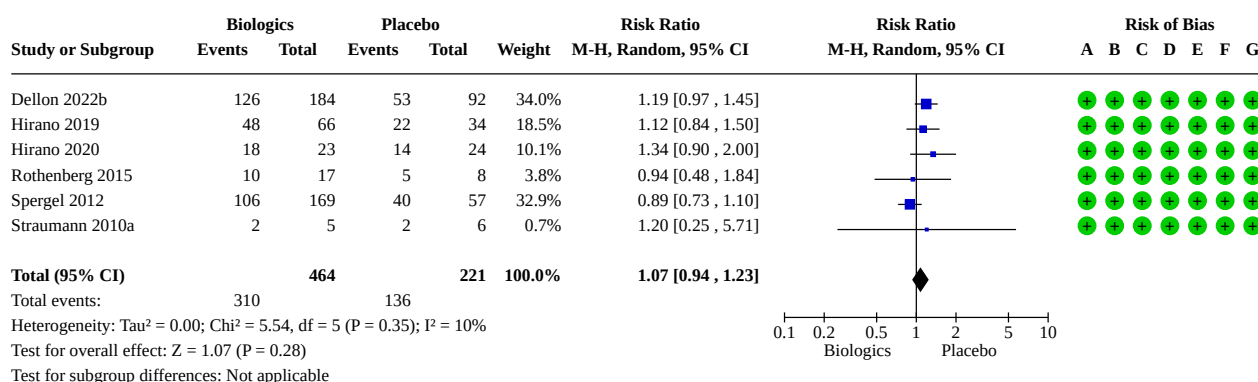 Biologics Placebo Risk Ratio Risk Ratio Risk of Bias
Study or Subgroup Events Total Events Total Weight M-H, Random, 95% CI M-H, Random, 95% CI A B C D E F G
Dellon 2022b 126 184 53 92 34.0% 1.19 [0.97 , 1.45] + + + + + + +
Hirano 2019 48 66 22 34 18.5% 1.12 [0.84 , 1.50] + + + + + + +
Hirano 2020 18 23 14 24 10.1% 1.34 [0.90 , 2.00] + + + + + + +
Rothenberg 2015 10 17 5 8 3.8% 0.94 [0.48 , 1.84] + + + + + + +
Spergel 2012 106 169 40 57 32.9% 0.89 [0.73 , 1.10] + + + + + + +
Straumann 2010a 2 5 2 6 0.7% 1.20 [0.25 , 5.71] + + + + + + +
Total (95% CI) 464 221 100.0% 1.07 [0.94 , 1.23]
Total events: 310 136
Heterogeneity: Tau² = 0.00; Chi² = 5.54, df = 5 (P = 0.35); I² = 10%
0.1 0.2 0.5 1 2 5 10
Test for overall effect: Z = 1.07 (P = 0.28)
Biologics Placebo
Test for subgroup differences: Not applicable